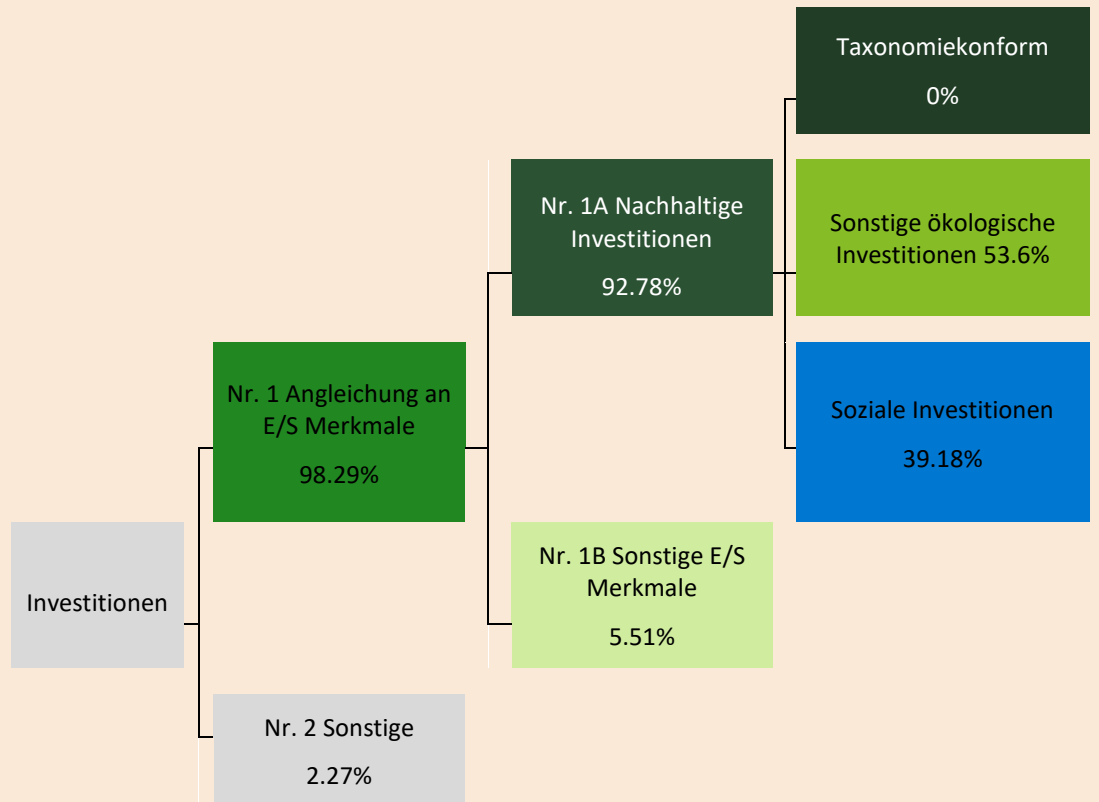 Taxonomiekonform
0%
Nr. 1A Nachhaltige
Investitionen
92.78%
Sonstige ökologische
Investitionen 53.6%
Nr. 1 Angleichung an
E/S Merkmale
98.29%
Soziale Investitionen
39.18%
Investitionen
Nr. 1B Sonstige E/S
Merkmale
5.51%
Nr. 2 Sonstige
2.27%